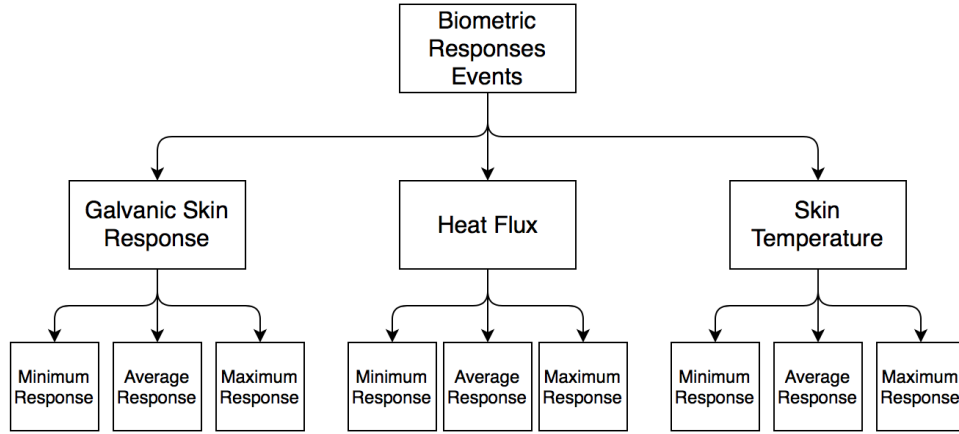 Biometric
Responses
Events
Galvanic Skin
Response
Heat Flux
Skin
Temperature
Minimum
Response
Average
Response
Maximum
Response
Minimum
Response
Average
Response
Maximum
Response
Minimum
Response
Average
Response
Maximum
Response